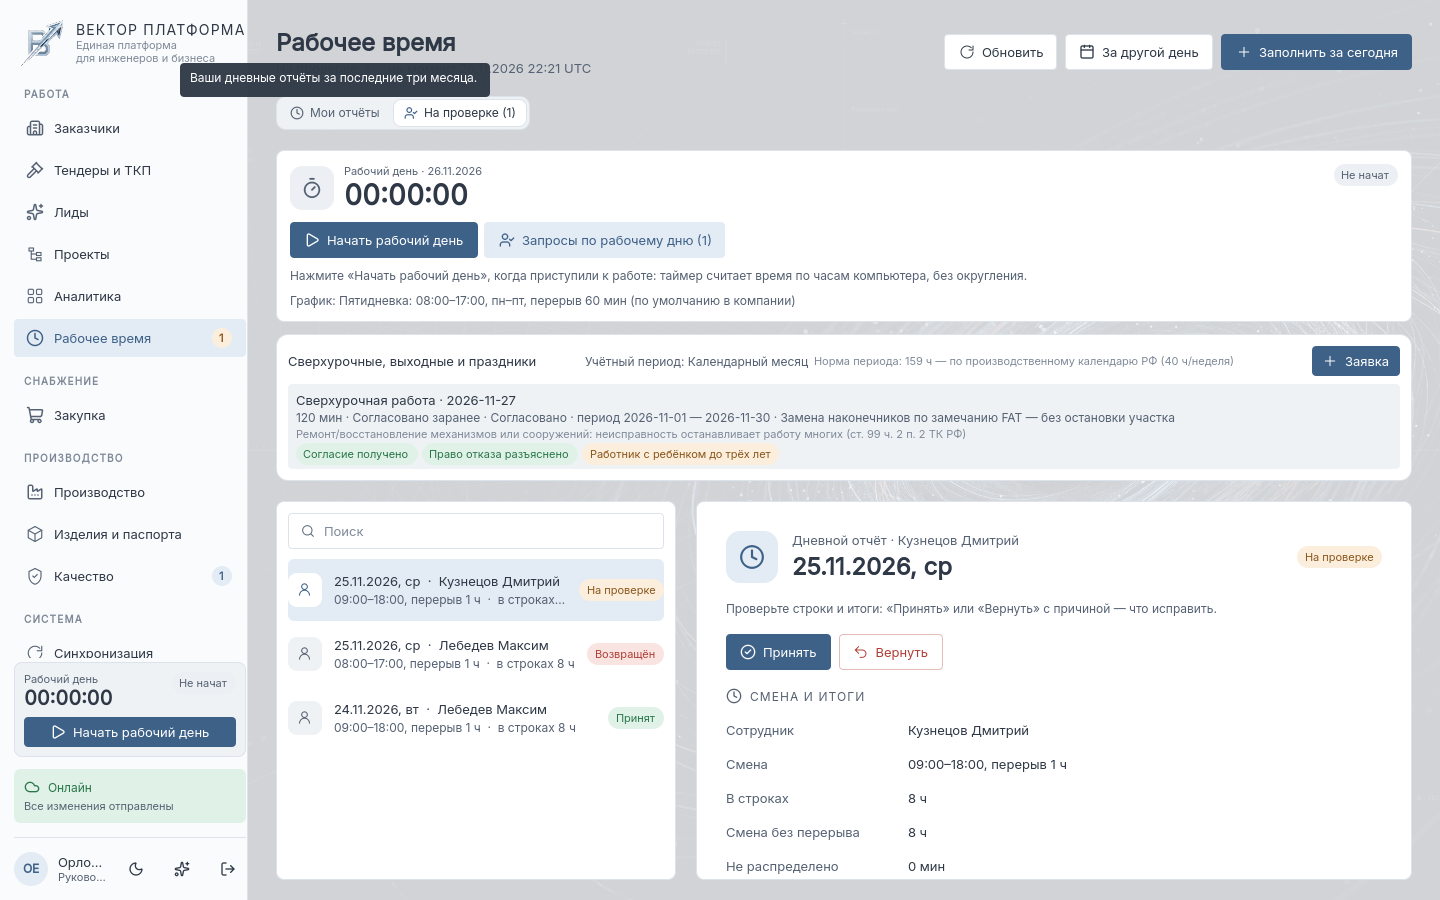 ВЕКТОР ПЛАТФОРМА
Единая платформа
для инженеров и бизнеса
РАБОТА
Заказчики
Тендеры и ТКП
Лиды
Проекты
Аналитика
Рабочее время 1
СНАБЖЕНИЕ
Закупка
ПРОИЗВОДСТВО
Производство
Изделия и паспорта
Качество 1
СИСТЕМА
Синхронизация
Рабочий день
Не начат
00:00:00
Начать рабочий день
Онлайн
Все изменения отправлены
ОЕ
Орло...
Руково...
Рабочее время
.2026 22:21 UTC
Ваши дневные отчёты за последние три месяца.
Обновить
За другой день
Заполнить за сегодня
Мои отчёты
На проверке (1)
Рабочий день · 26.11.2026
00:00:00
Не начат
Начать рабочий день
Запросы по рабочему дню (1)
Нажмите «Начать рабочий день», когда приступили к работе: таймер считает время по часам компьютера, без округления.
График: Пятидневка: 08:00–17:00, пн–пт, перерыв 60 мин (по умолчанию в компании)
Сверхурочные, выходные и праздники
Учётный период: Календарный месяц Норма периода: 159 ч — по производственному календарю РФ (40 ч/неделя)
Заявка
Сверхурочная работа · 2026-11-27
120 мин · Согласовано заранее · Согласовано · период 2026-11-01 — 2026-11-30 · Замена наконечников по замечанию FAT — без остановки участка
Ремонт/восстановление механизмов или сооружений: неисправность останавливает работу многих (ст. 99 ч. 2 п. 2 ТК РФ)
Согласие получено
Право отказа разъяснено
Работник с ребёнком до трёх лет
Поиск
25.11.2026, ср · Кузнецов Дмитрий
09:00–18:00, перерыв 1 ч · в строках...
На проверке
25.11.2026, ср · Лебедев Максим
08:00–17:00, перерыв 1 ч · в строках 8 ч
Возвращён
24.11.2026, вт · Лебедев Максим
09:00–18:00, перерыв 1 ч · в строках 8 ч
Принят
Дневной отчёт · Кузнецов Дмитрий
25.11.2026, ср
На проверке
Проверьте строки и итоги: «Принять» или «Вернуть» с причиной — что исправить.
Принять
Вернуть
СМЕНА И ИТОГИ
Сотрудник Кузнецов Дмитрий
Смена 09:00–18:00, перерыв 1 ч
В строках 8 ч
Смена без перерыва 8 ч
Не распределено 0 мин